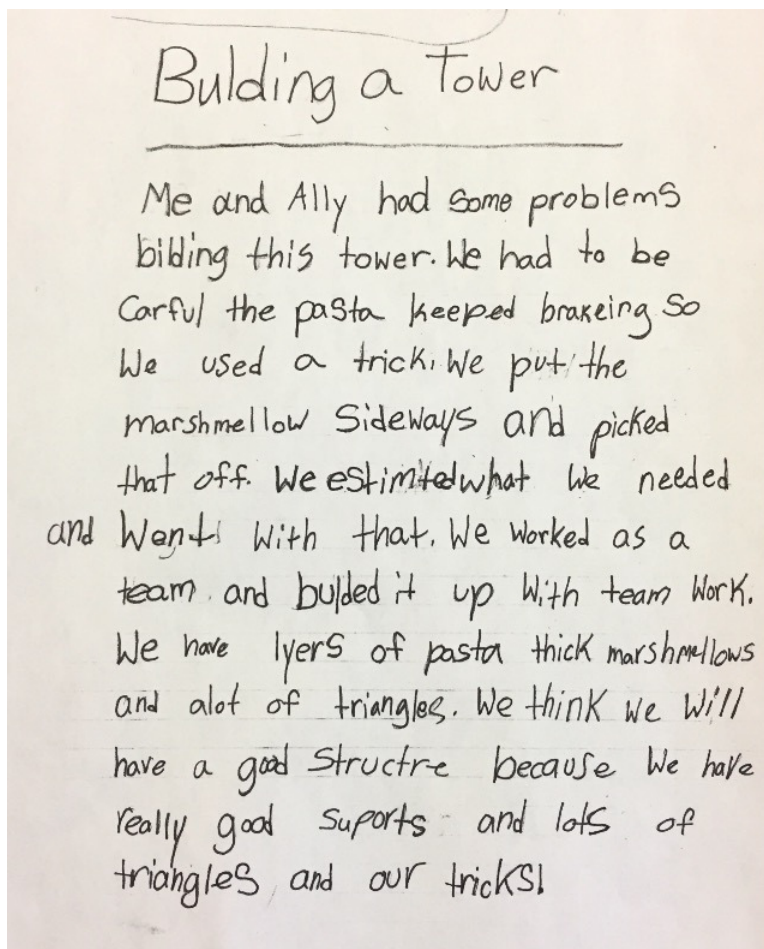 Bulding a Tower
Me and Ally had some problems
bilding this tower. We had to be
Carful the pasta keeped brakeing So
We used a trick. We put the
marshmellow Sideways and picked
that off. We estimited what We needed
and Went With that. We worked as a
team. and bulded it up With team Work.
We have lyers of pasta thick marshmellows
and alot of triangles. We think we Will
have a good Structre because We have
really good suports and lots of
triangles and our tricks!